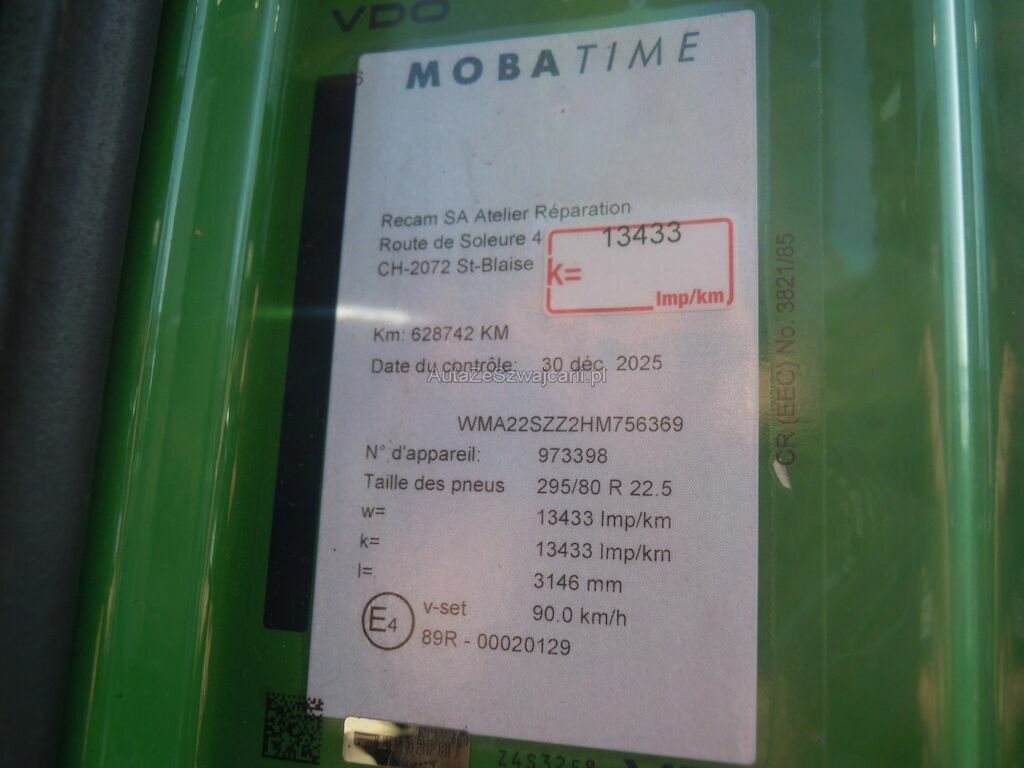 VDO
MOBATIME
Recam SA Atelier Réparation
Route de Soleure 4
CH-2072 St-Blaise
13433
k=
Imp/km
Km: 628742 KM
Date du contrôle: 30 déc. 2025
AutaZeSzwajcarii.pl
WMA22SZZ2HM756369
N° d'appareil: 973398
Taille des pneus 295/80 R 22.5
w= 13433 Imp/km
k= 13433 Imp/km
l= 3146 mm
v-set 90.0 km/h
E4
89R - 00020129
CR (EEC) No. 3821/85